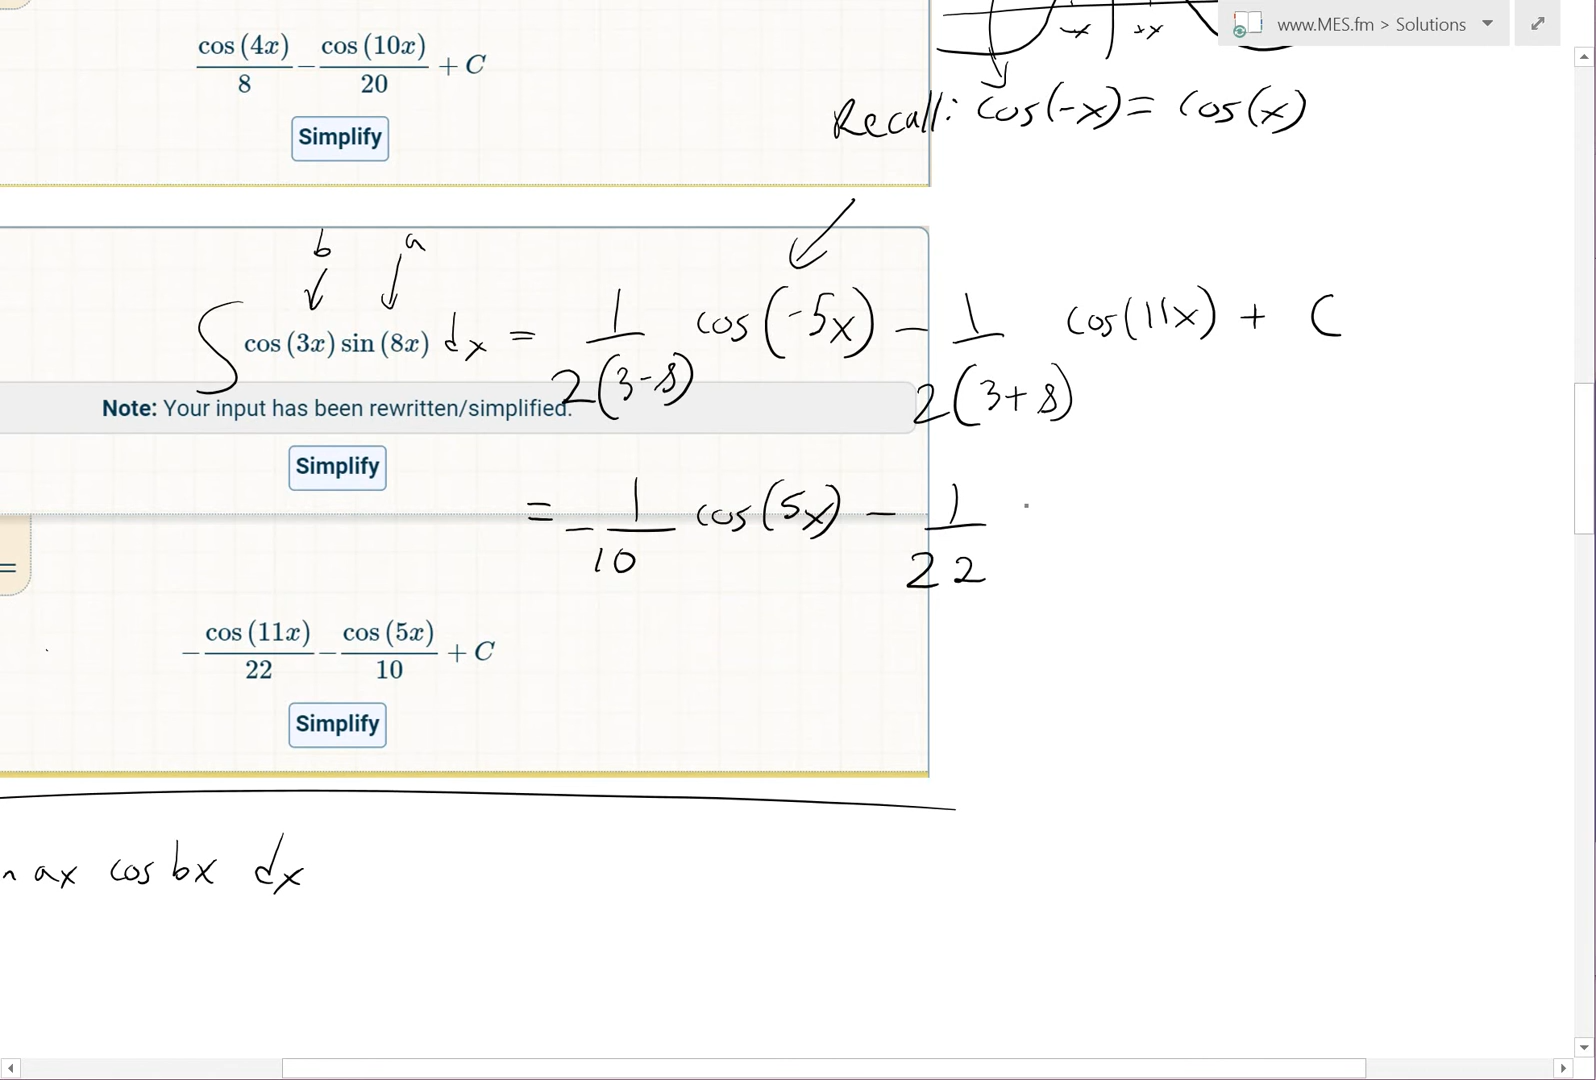 www.MES.fm > Solutions
-x +x
cos(4x)/8 − cos(10x)/20 + C
Recall: cos(-x) = cos(x)
Simplify
b a
∫ cos(3x) sin(8x) dx = 1/2(3-8) cos(-5x) - 1/2(3+8) cos(11x) + C
Note: Your input has been rewritten/simplified.
Simplify
= -1/10 cos(5x) - 1/22
=
−cos(11x)/22 − cos(5x)/10 + C
Simplify
ax cos bx dx